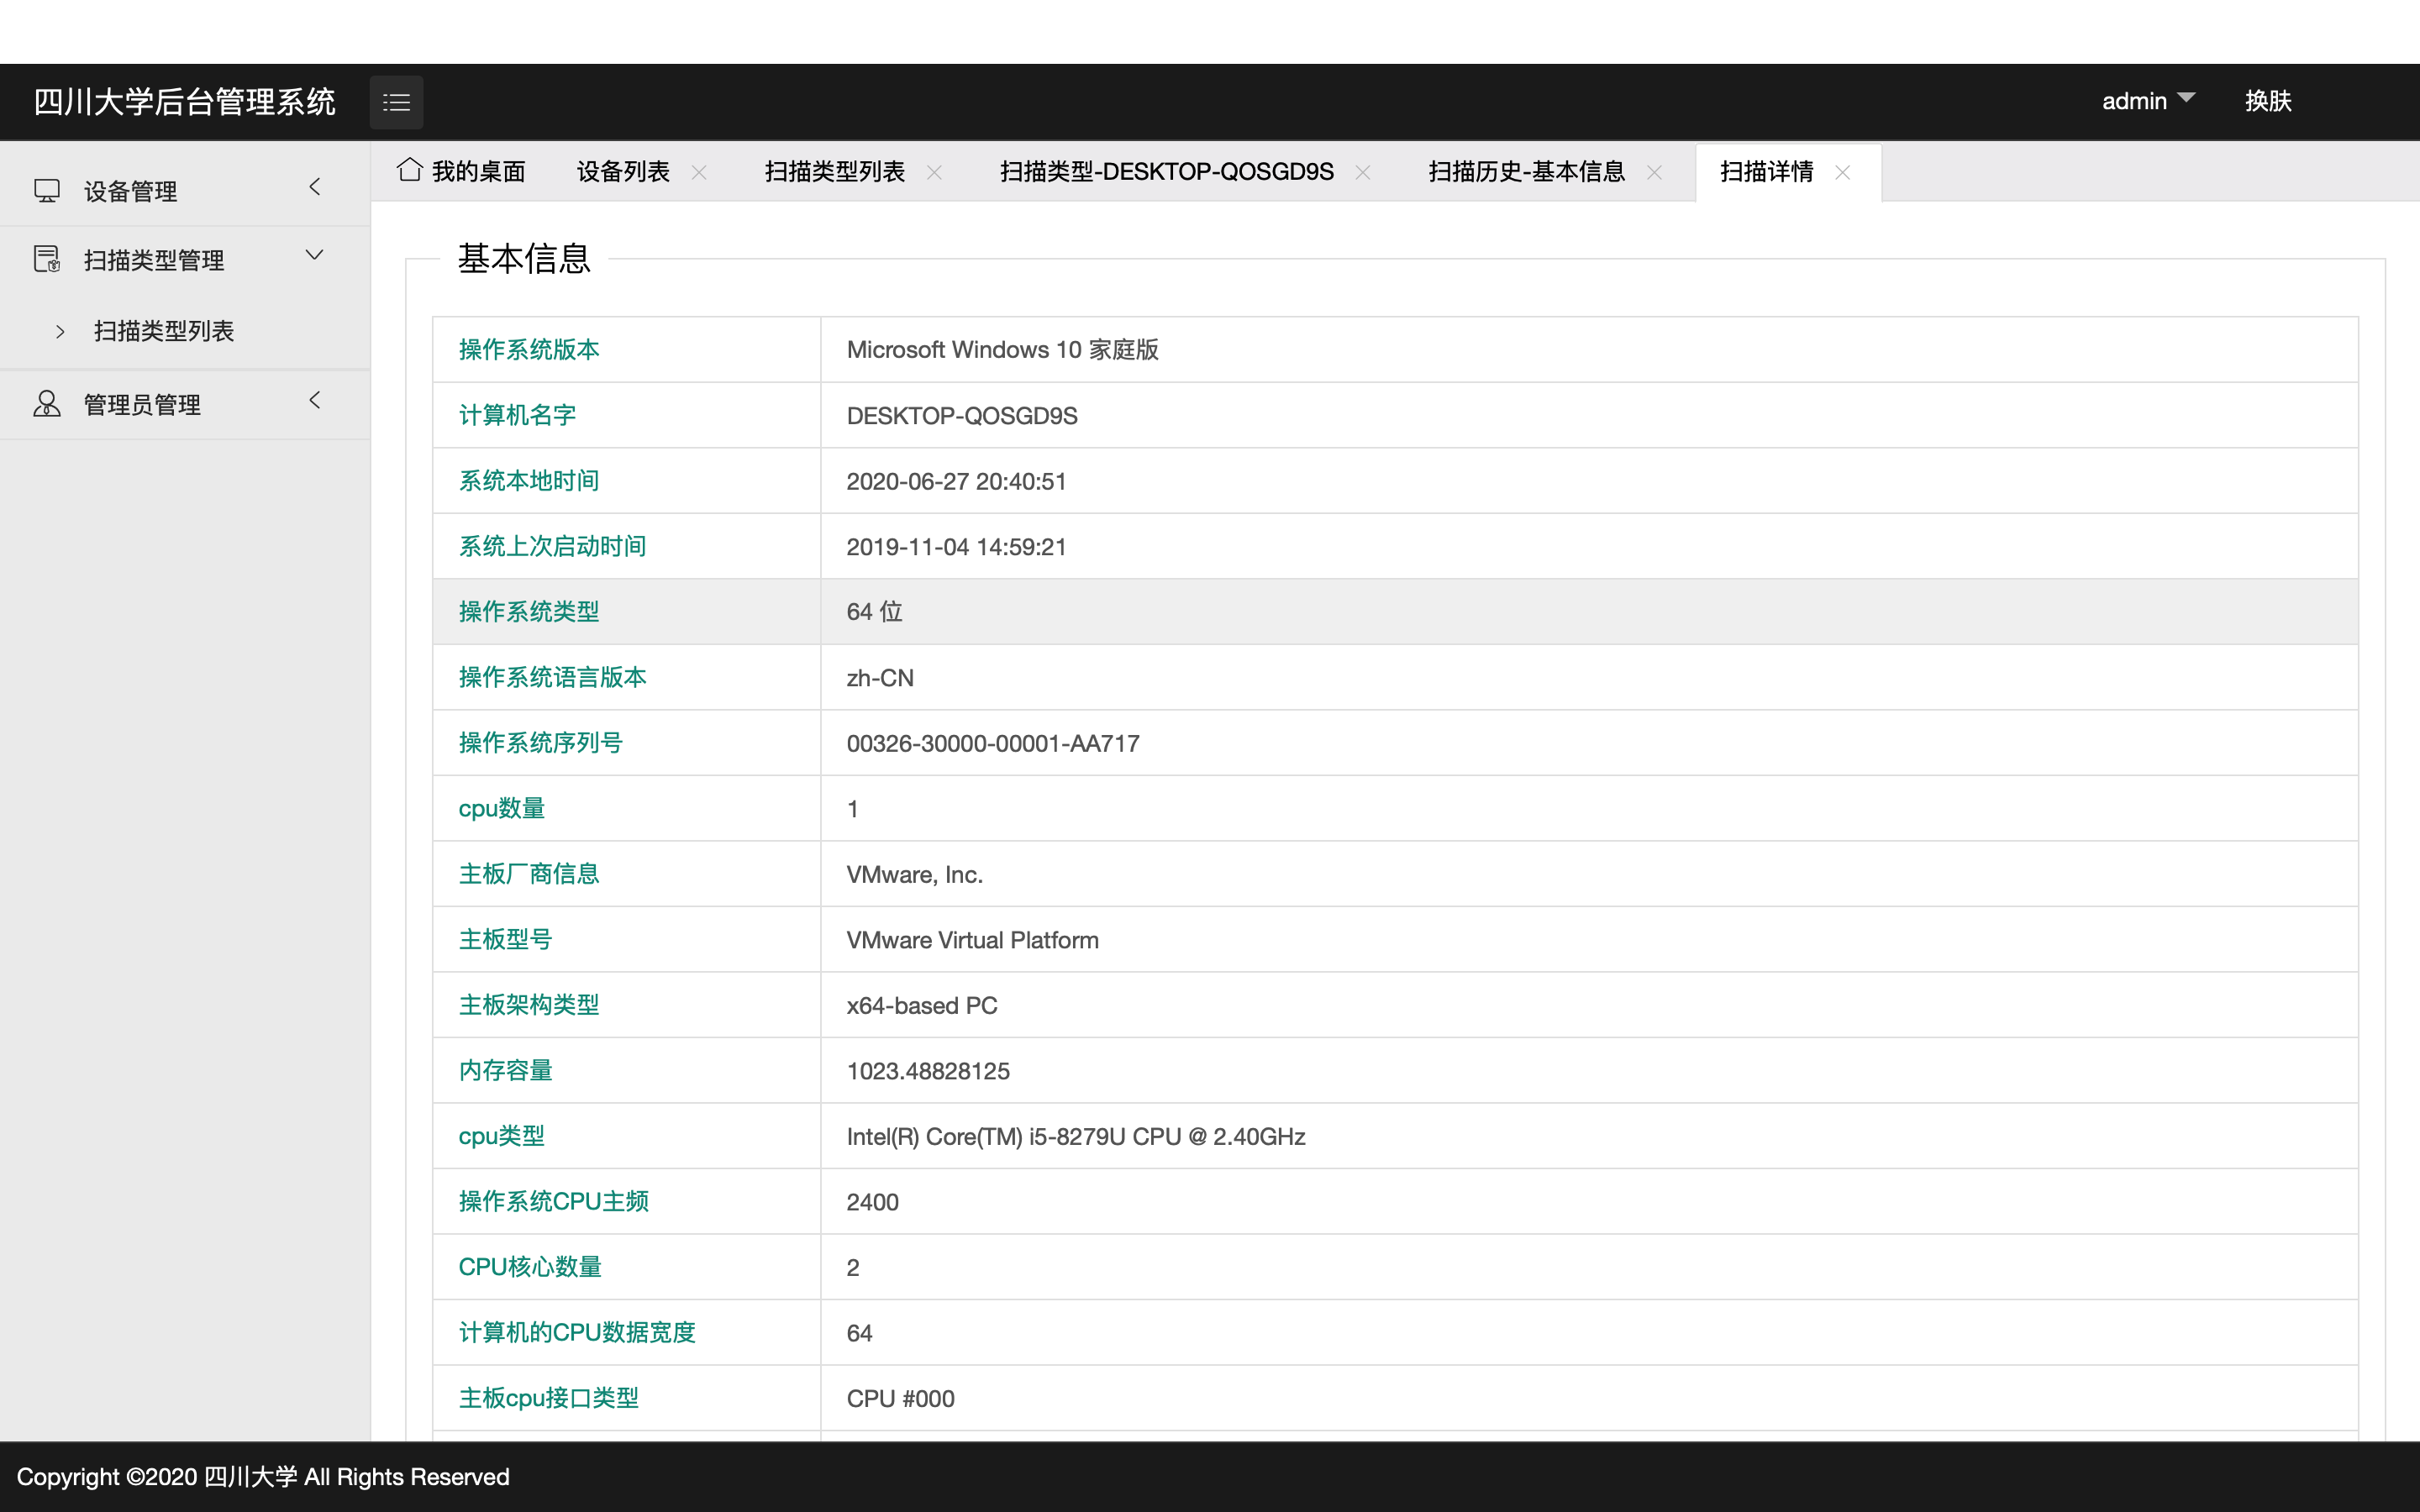 四川大学后台管理系统
admin 换肤
设备管理
扫描类型管理
扫描类型列表
管理员管理
我的桌面 设备列表 扫描类型列表 扫描类型-DESKTOP-QOSGD9S 扫描历史-基本信息 扫描详情
基本信息
操作系统版本 Microsoft Windows 10 家庭版
计算机名字 DESKTOP-QOSGD9S
系统本地时间 2020-06-27 20:40:51
系统上次启动时间 2019-11-04 14:59:21
操作系统类型 64 位
操作系统语言版本 zh-CN
操作系统序列号 00326-30000-00001-AA717
cpu数量 1
主板厂商信息 VMware, Inc.
主板型号 VMware Virtual Platform
主板架构类型 x64-based PC
内存容量 1023.48828125
cpu类型 Intel(R) Core(TM) i5-8279U CPU @ 2.40GHz
操作系统CPU主频 2400
CPU核心数量 2
计算机的CPU数据宽度 64
主板cpu接口类型 CPU #000
Copyright ©2020 四川大学 All Rights Reserved